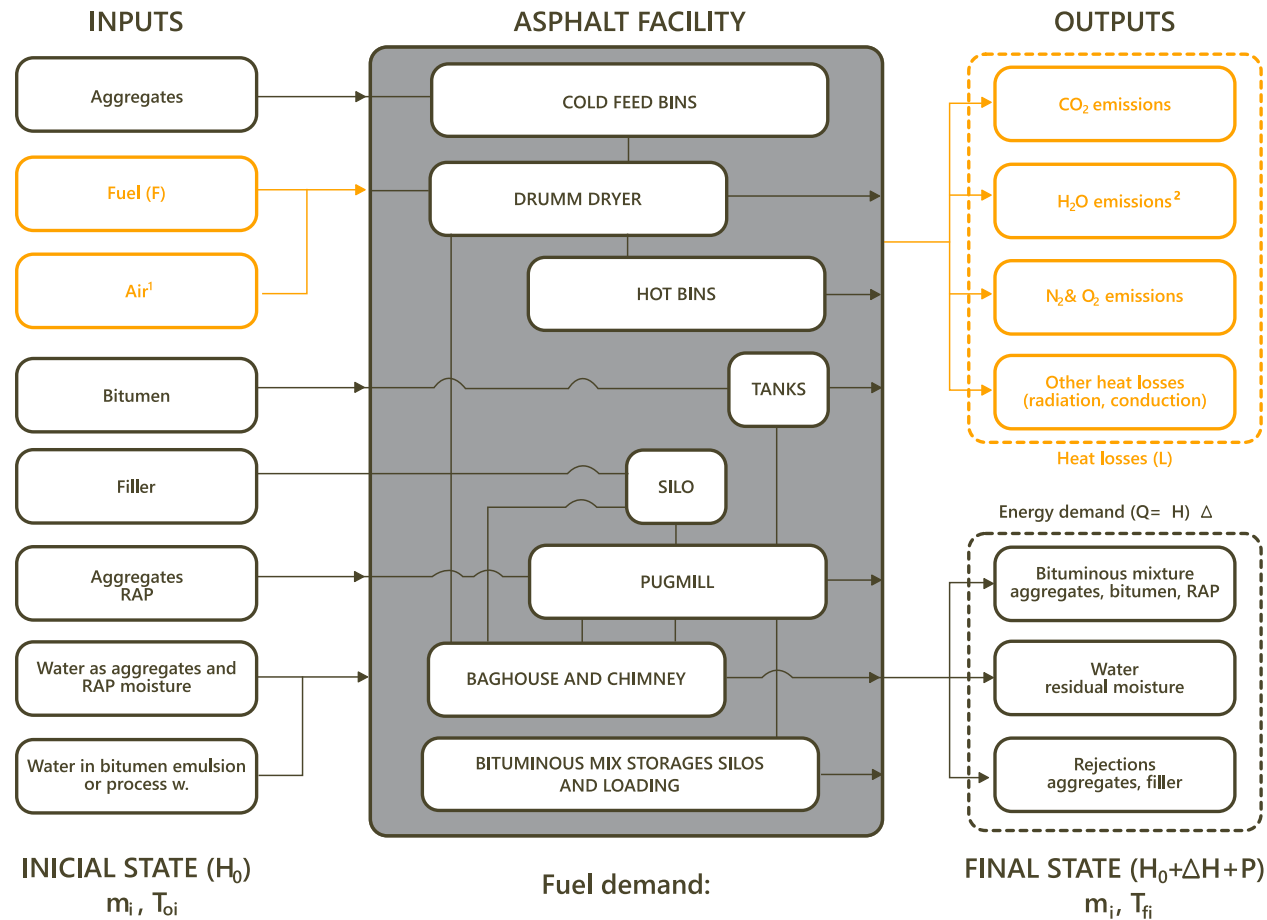 INPUTS
ASPHALT FACILITY
OUTPUTS
Aggregates
Fuel (F)
Air¹
Bitumen
Filler
Aggregates
RAP
Water as aggregates and
RAP moisture
Water in bitumen emulsion
or process w.
COLD FEED BINS
DRUMM DRYER
HOT BINS
TANKS
SILO
PUGMILL
BAGHOUSE AND CHIMNEY
BITUMINOUS MIX STORAGES SILOS
AND LOADING
CO₂ emissions
H₂O emissions²
N₂& O₂ emissions
Other heat losses
(radiation, conduction)
Heat losses (L)
Energy demand (Q= H) Δ
Bituminous mixture
aggregates, bitumen, RAP
Water
residual moisture
Rejections
aggregates, filler
INICIAL STATE (H₀)
mᵢ, Tₒᵢ
Fuel demand:
FINAL STATE (H₀+ΔH+P)
mᵢ, T_fi